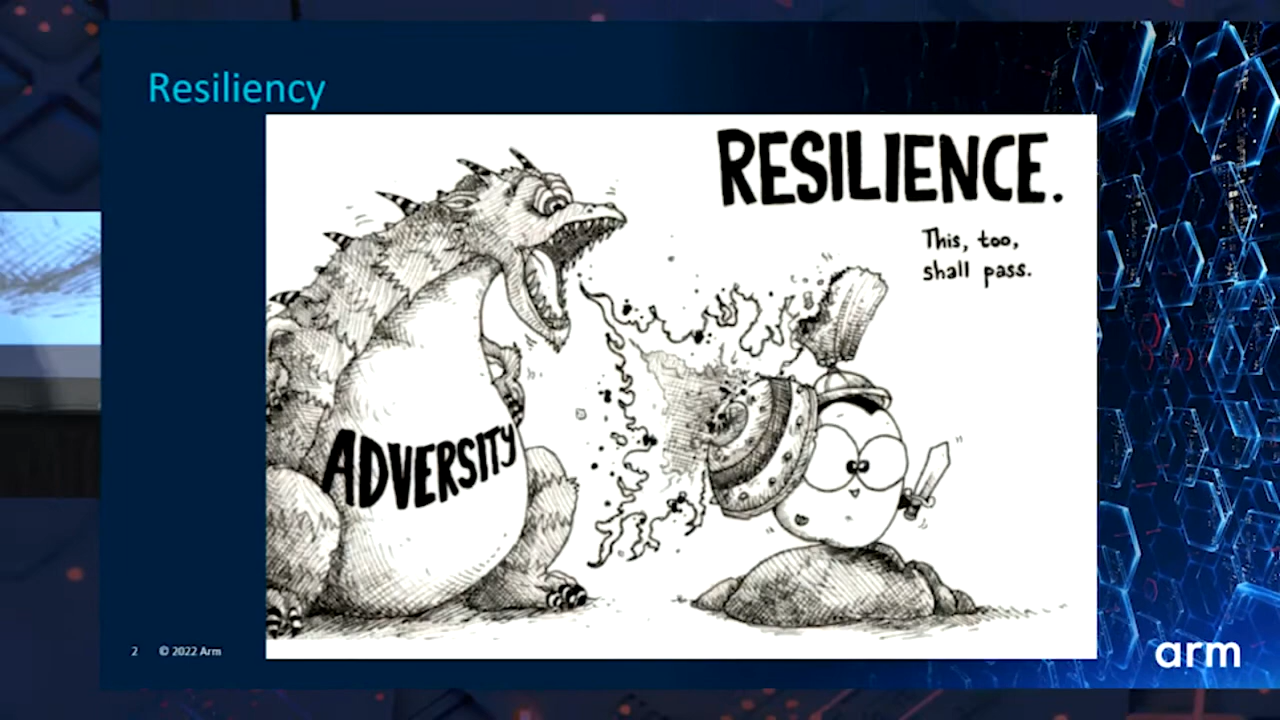 Resiliency
RESILIENCE.
This, too,
shall pass.
ADVERSITY
2 © 2022 Arm
arm